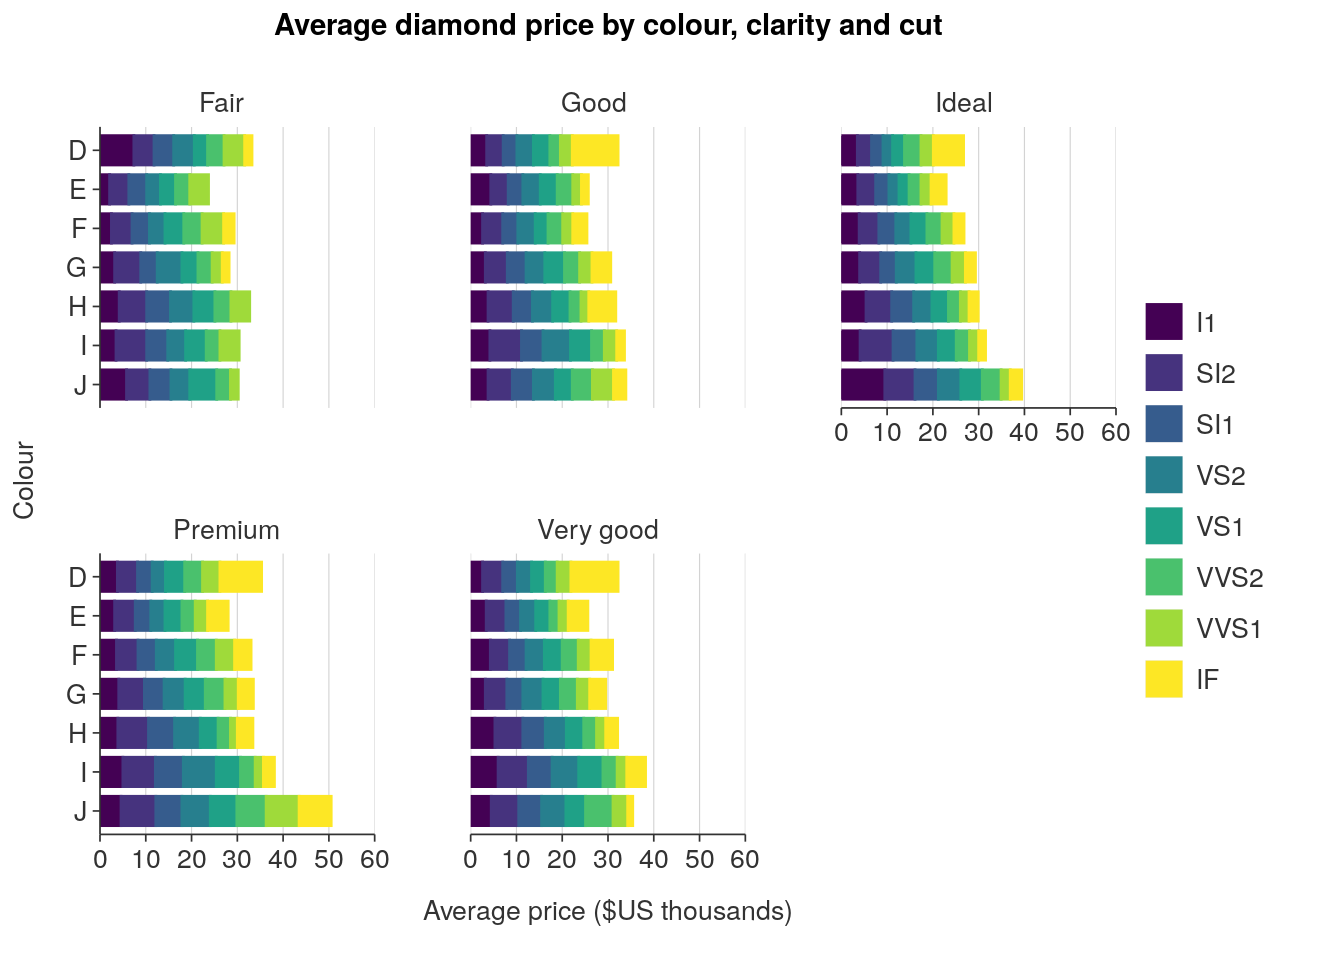 Average diamond price by colour, clarity and cut
Fair
Good
Ideal
D
E
F
G
H
I
J
0 10 20 30 40 50 60
Colour
Premium
Very good
D
E
F
G
H
I
J
0 10 20 30 40 50 60
0 10 20 30 40 50 60
Average price ($US thousands)
I1
SI2
SI1
VS2
VS1
VVS2
VVS1
IF